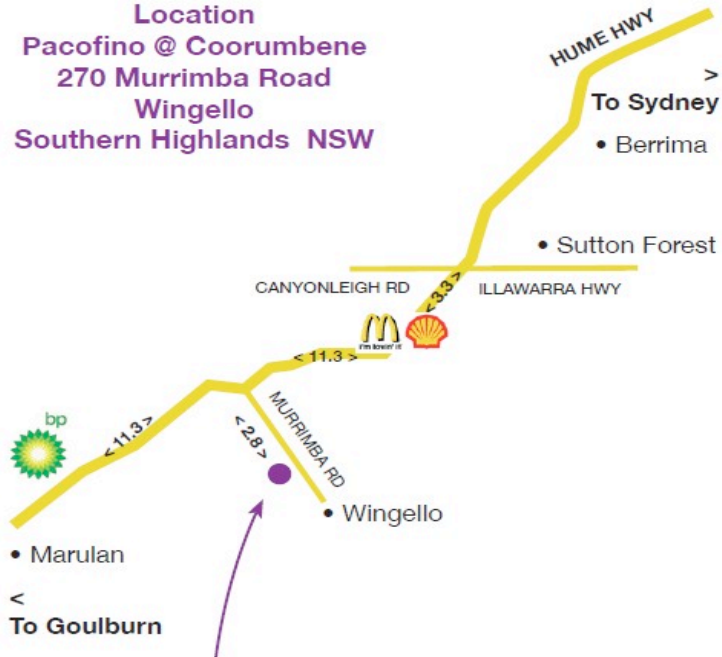 Location
Pacofino @ Coorumbene
270 Murrimba Road
Wingello
Southern Highlands NSW
HUME HWY
>
To Sydney
• Berrima
• Sutton Forest
CANYONLEIGH RD
ILLAWARRA HWY
< 3.3 >
i'm lovin' it
< 11.3 >
bp
< 11.3 >
< 2.8 >
MURRIMBA RD
• Wingello
• Marulan
<
To Goulburn